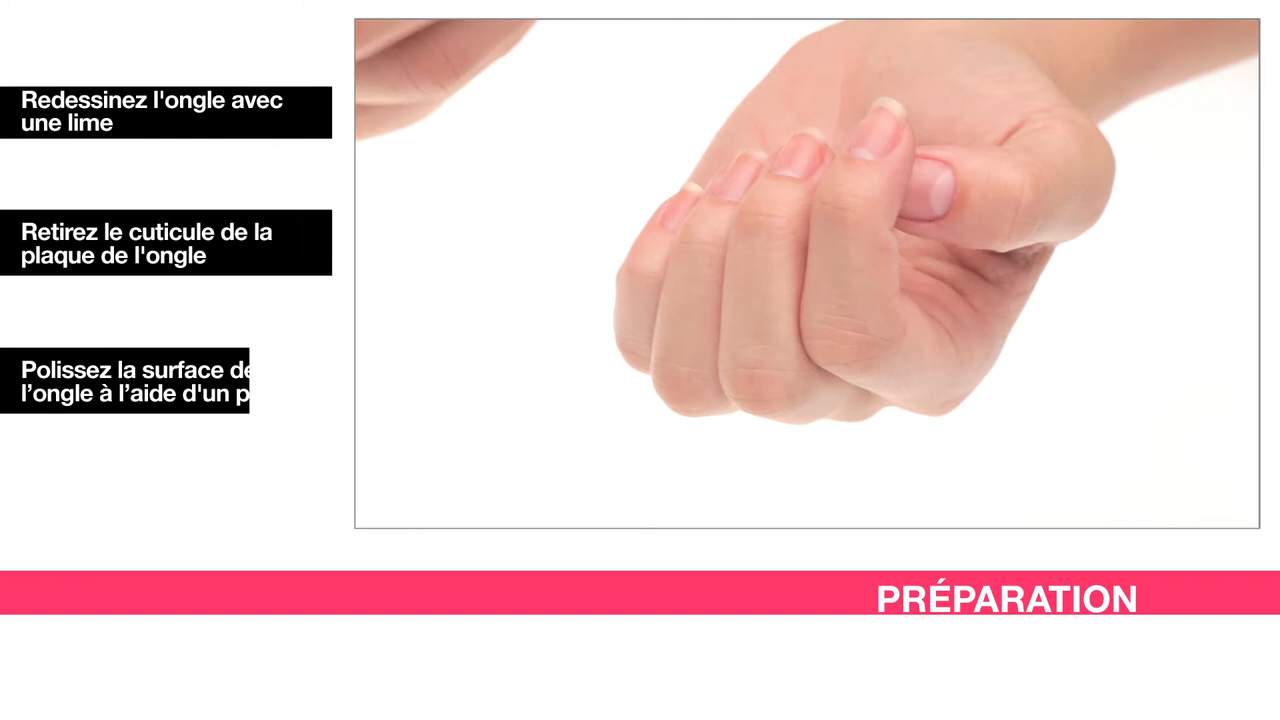 Redessinez l'ongle avec
une lime
Retirez le cuticule de la
plaque de l'ongle
Polissez la surface de
l’ongle à l’aide d'un p
PRÉPARATION